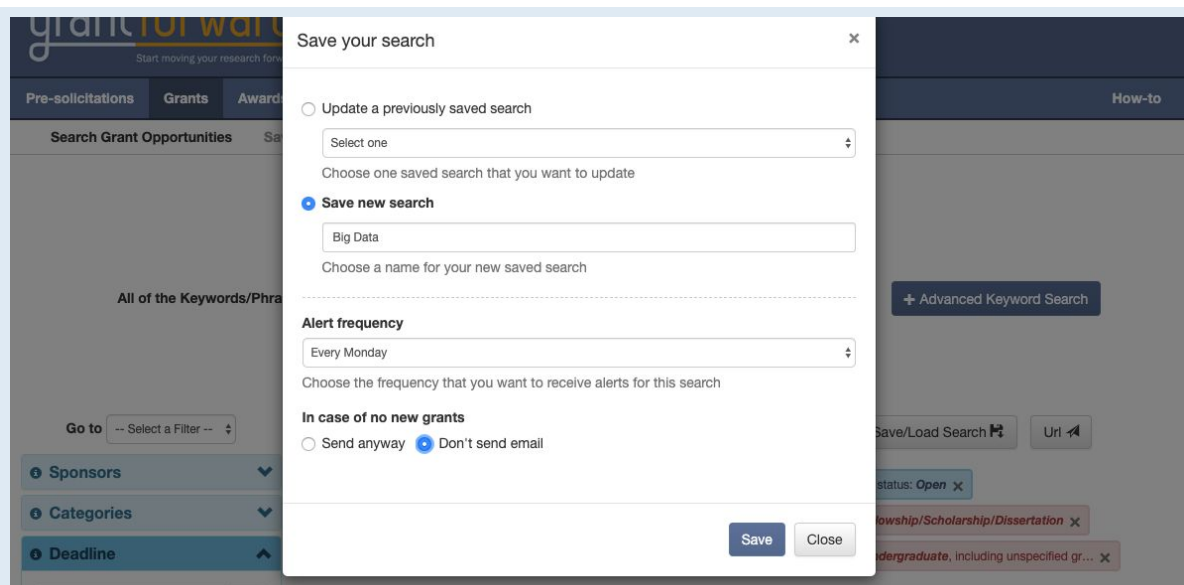 grantforward
Start moving your research forw
Save your search ×
Pre-solicitations Grants Award How-to
Update a previously saved search
Search Grant Opportunities Sa
Select one
Choose one saved search that you want to update
Save new search
Big Data
Choose a name for your new saved search
All of the Keywords/Phra + Advanced Keyword Search
Alert frequency
Every Monday
Choose the frequency that you want to receive alerts for this search
In case of no new grants
Go to -- Select a Filter -- Save/Load Search Url
Send anyway Don't send email
Sponsors
status: Open ×
Categories
llowship/Scholarship/Dissertation ×
Save Close
Deadline
dergraduate, including unspecified gr... ×